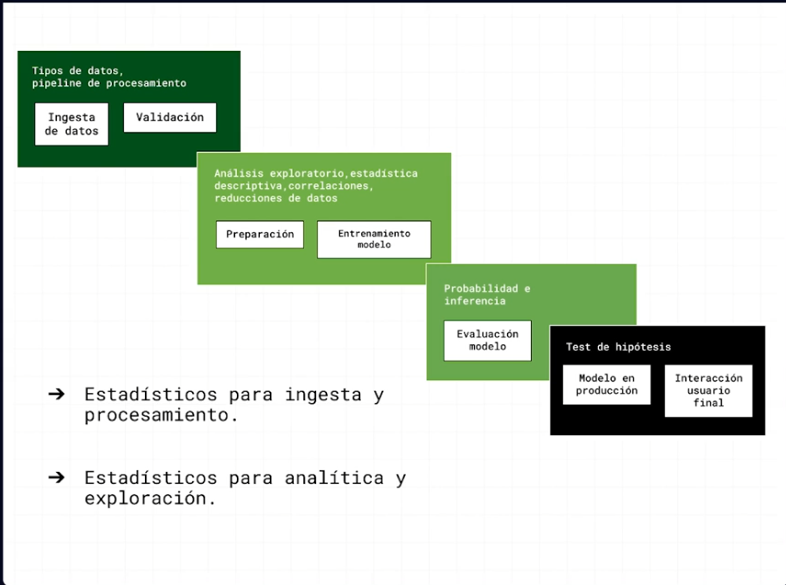 Tipos de datos,
pipeline de procesamiento
Ingesta
de datos
Validación
Análisis exploratorio,estadística
descriptiva,correlaciones,
reducciones de datos
Preparación
Entrenamiento
modelo
Probabilidad e
inferencia
Evaluación
modelo
Test de hipótesis
Modelo en
producción
Interacción
usuario
final
➔ Estadísticos para ingesta y
procesamiento.
➔ Estadísticos para analítica y
exploración.